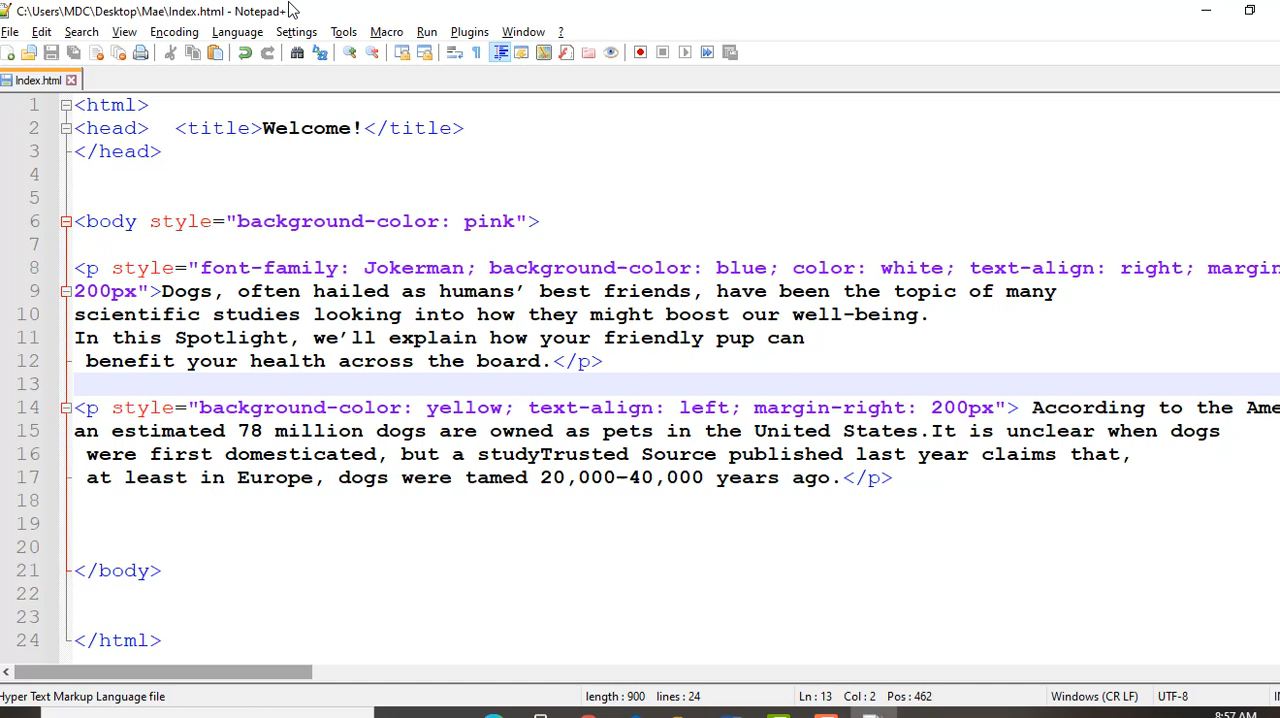 C:\Users\MDC\Desktop\Mae\Index.html - Notepad+
File Edit Search View Encoding Language Settings Tools Macro Run Plugins Window ?
Index.html
1 <html>
2 <head>  <title>Welcome!</title>
3 </head>
4
5
6 <body style="background-color: pink">
7
8 <p style="font-family: Jokerman; background-color: blue; color: white; text-align: right; margin
9 200px">Dogs, often hailed as humans’ best friends, have been the topic of many
10 scientific studies looking into how they might boost our well-being.
11 In this Spotlight, we’ll explain how your friendly pup can
12 benefit your health across the board.</p>
13
14 <p style="background-color: yellow; text-align: left; margin-right: 200px"> According to the Ame
15 an estimated 78 million dogs are owned as pets in the United States.It is unclear when dogs
16 were first domesticated, but a studyTrusted Source published last year claims that,
17 at least in Europe, dogs were tamed 20,000–40,000 years ago.</p>
18
19
20
21 </body>
22
23
24 </html>
Hyper Text Markup Language file length : 900 lines : 24 Ln : 13 Col : 2 Pos : 462 Windows (CR LF) UTF-8
8:57 AM